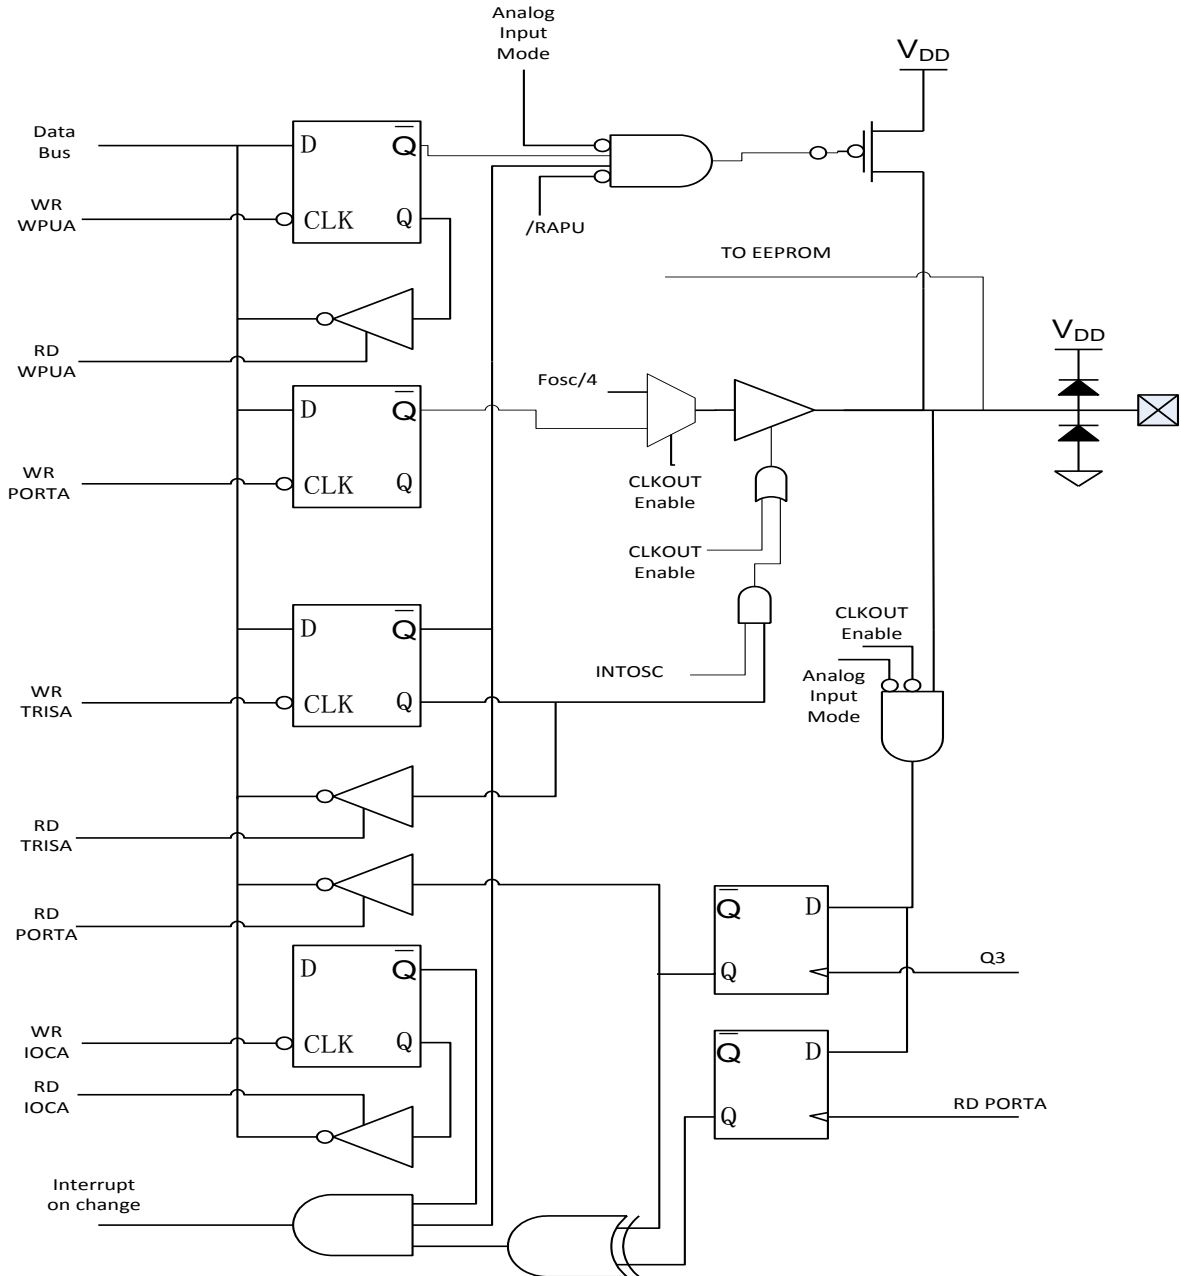 Analog
Input
Mode
VDD
Data
Bus
D
Q
WR
WPUA
CLK
Q
/RAPU
TO EEPROM
RD
WPUA
VDD
Fosc/4
D
Q
WR
PORTA
CLK
Q
CLKOUT
Enable
CLKOUT
Enable
D
Q
CLKOUT
Enable
INTOSC
Analog
Input
Mode
WR
TRISA
CLK
Q
RD
TRISA
RD
PORTA
Q
D
D
Q
Q
Q3
WR
IOCA
CLK
Q
Q
D
RD
IOCA
Q
RD PORTA
Interrupt
on change